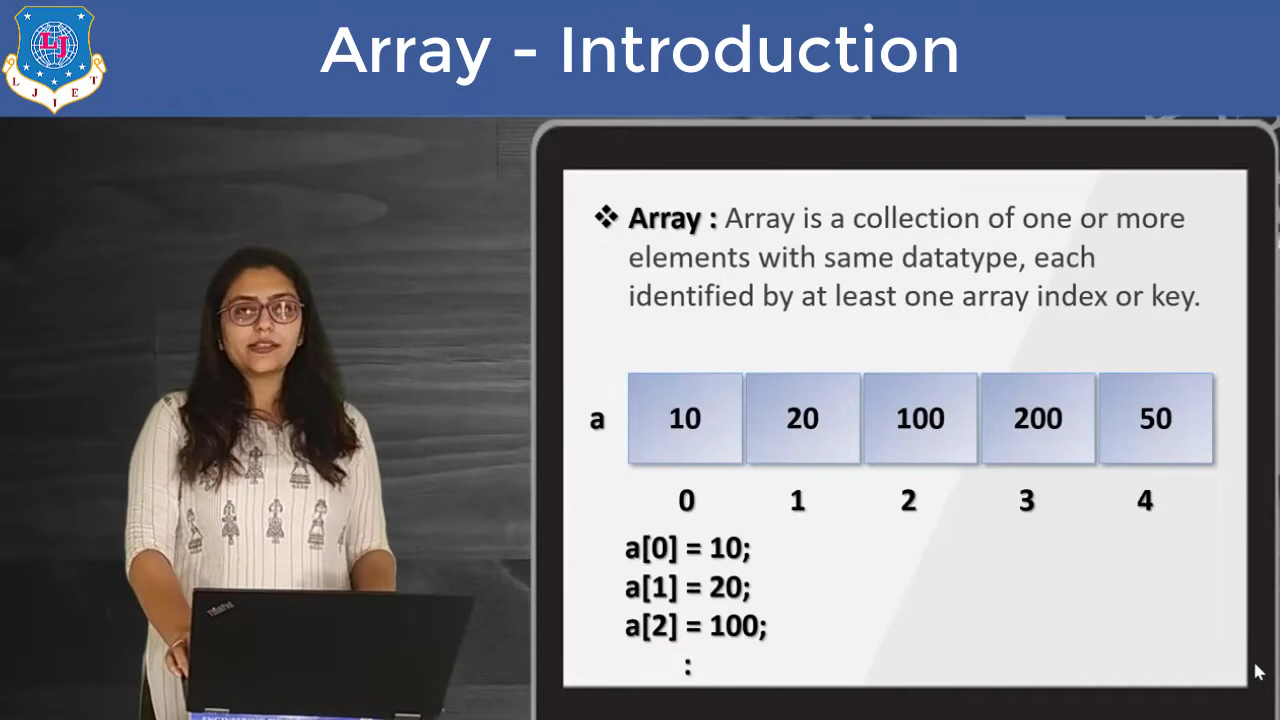 Array - Introduction
LJ
L J I E T
❖ Array : Array is a collection of one or more
elements with same datatype, each
identified by at least one array index or key.
a 10 20 100 200 50
0 1 2 3 4
a[0] = 10;
a[1] = 20;
a[2] = 100;
:
ThinkPad